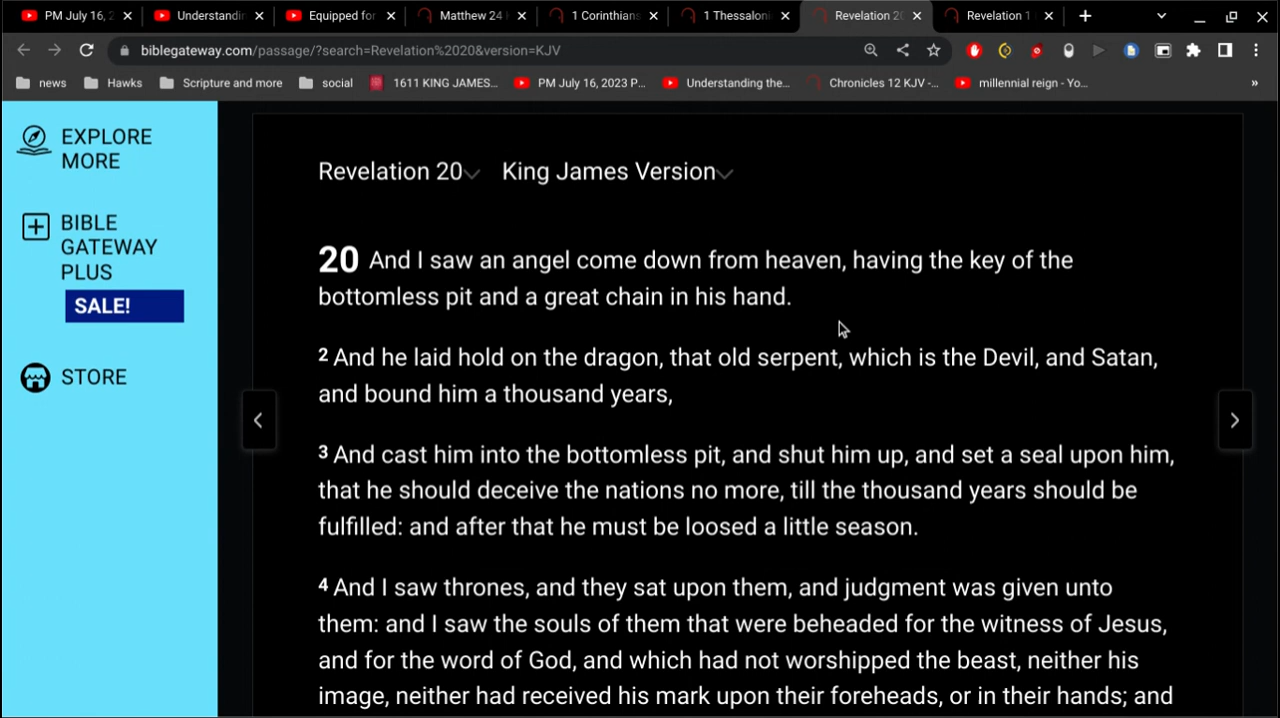 PM July 16, 2
Understandin
Equipped for
Matthew 24
1 Corinthians
1 Thessaloni
Revelation 20
Revelation 1
biblegateway.com/passage/?search=Revelation%2020&version=KJV
news
Hawks
Scripture and more
social
1611 KING JAMES...
PM July 16, 2023 P...
Understanding the...
Chronicles 12 KJV -...
millennial reign - Yo...
»
EXPLORE
MORE
BIBLE
GATEWAY
PLUS
SALE!
STORE
Revelation 20 King James Version
20 And I saw an angel come down from heaven, having the key of the
bottomless pit and a great chain in his hand.
2 And he laid hold on the dragon, that old serpent, which is the Devil, and Satan,
and bound him a thousand years,
3 And cast him into the bottomless pit, and shut him up, and set a seal upon him,
that he should deceive the nations no more, till the thousand years should be
fulfilled: and after that he must be loosed a little season.
4 And I saw thrones, and they sat upon them, and judgment was given unto
them: and I saw the souls of them that were beheaded for the witness of Jesus,
and for the word of God, and which had not worshipped the beast, neither his
image, neither had received his mark upon their foreheads, or in their hands; and